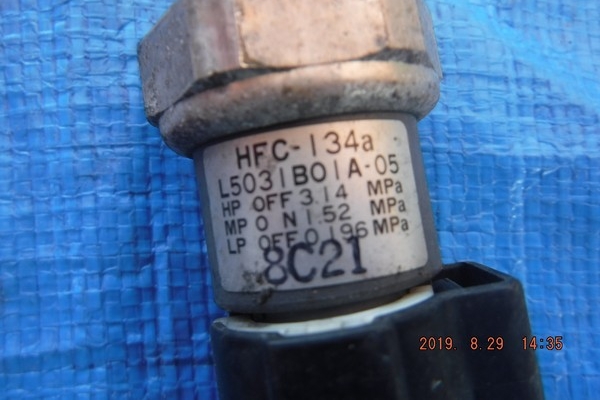 HFC-134a
L5031B01A-05
HP OFF 3.14 MPa
MP O N 1.52 MPa
LP OFF 0.196 MPa
8C21
2019. 8.29 14:35